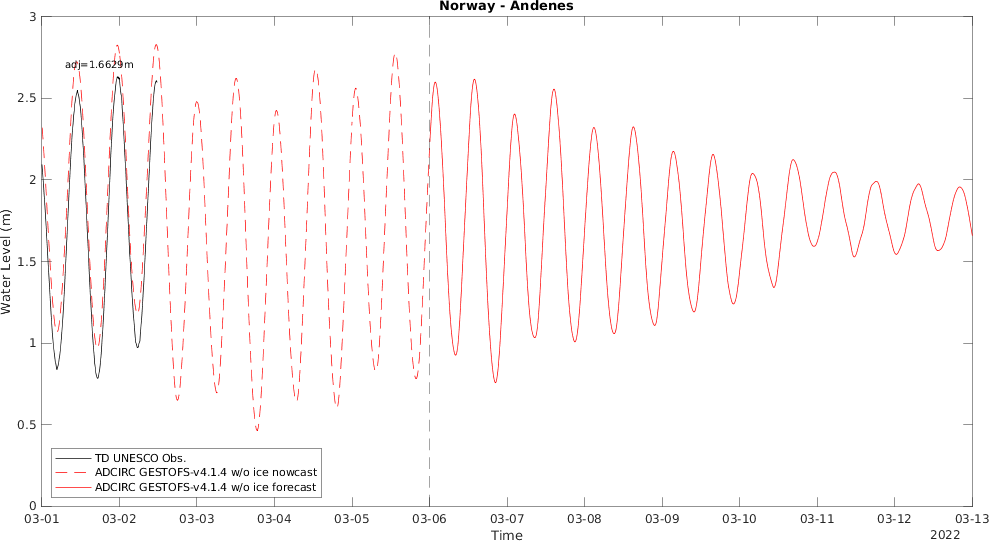 Norway - Andenes
3
2.5
2
1.5
1
0.5
0
Water Level (m)
adj=1.6629m
TD UNESCO Obs.
ADCIRC GESTOFS-v4.1.4 w/o ice nowcast
ADCIRC GESTOFS-v4.1.4 w/o ice forecast
03-01 03-02 03-03 03-04 03-05 03-06 03-07 03-08 03-09 03-10 03-11 03-12 03-13
Time
2022